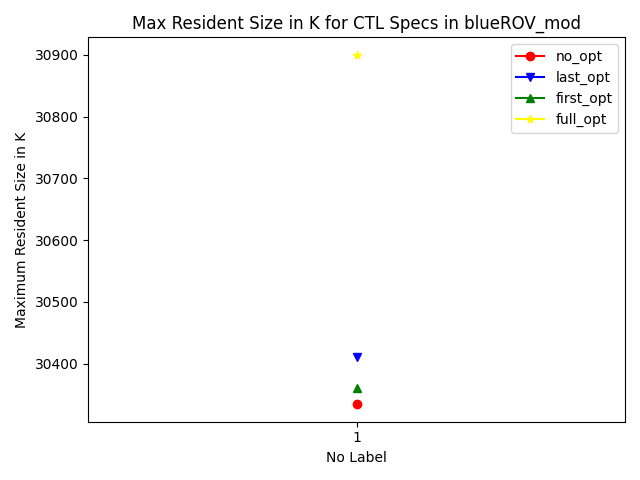 Max Resident Size in K for CTL Specs in blueROV_mod
no_opt
last_opt
first_opt
full_opt
Maximum Resident Size in K
30900
30800
30700
30600
30500
30400
1
No Label